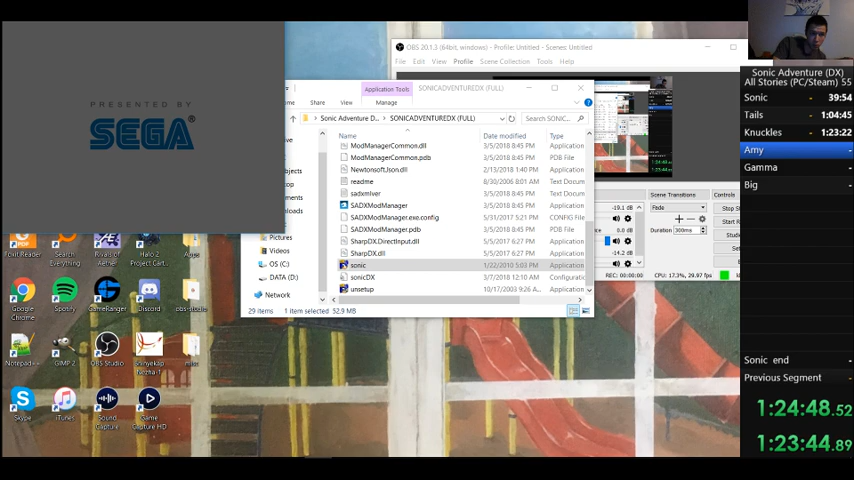 PRESENTED BY
SEGA®
OBS 20.1.3 (64bit, windows) - Profile: Untitled - Scenes: Untitled
File Edit View Profile Scene Collection Tools Help
Application Tools
SONICADVENTUREDX (FULL)
Share View Manage
Sonic Adventure D... > SONICADVENTUREDX (FULL)
Search SONIC...
Name Date modified Type
ModManagerCommon.dll 3/5/2018 8:45 PM Application
ModManagerCommon.pdb 3/5/2018 8:45 PM PDB File
Newtonsoft.Json.dll 2/13/2018 1:40 PM Application
readme 8/30/2006 8:01 AM Text Docum
sadxmlver 3/5/2018 8:45 PM Text Docum
SADXModManager 3/5/2018 8:45 PM Application
SADXModManager.exe.config 5/31/2017 5:21 PM CONFIG File
SADXModManager.pdb 3/5/2018 8:45 PM PDB File
SharpDX.DirectInput.dll 5/5/2017 6:27 PM Application
SharpDX.dll 5/5/2017 6:27 PM Application
sonic 1/22/2010 5:03 PM Application
sonicDX 3/7/2018 12:10 AM Configuratio
unsetup 10/17/2003 9:26 A... Application
Pictures
Videos
OS (C:)
DATA (D:)
Network
29 items 1 item selected 52.9 MB
-19.1 dB
-14.2 dB
Scene Transitions
Fade
Duration 300ms
Controls
REC: 00:00:00 CPU: 17.3%, 29.97 fps
Foxit Reader
Search Everything
Rivals of Aether
Halo 2 Project Cart...
Apps
Google Chrome
Spotify
GameRanger
Discord
obs-studio
Notepad++
GIMP 2
OBS Studio
misc
Skype
iTunes
Sound Capture
Game Capture HD
Sonic Adventure (DX)
All Stories (PC/Steam) 55
Sonic - 39:54
Tails - 1:04:45
Knuckles - 1:23:22
Amy -
Gamma -
Big -
Sonic end -
Previous Segment -
1:24:48.52
1:23:44.89